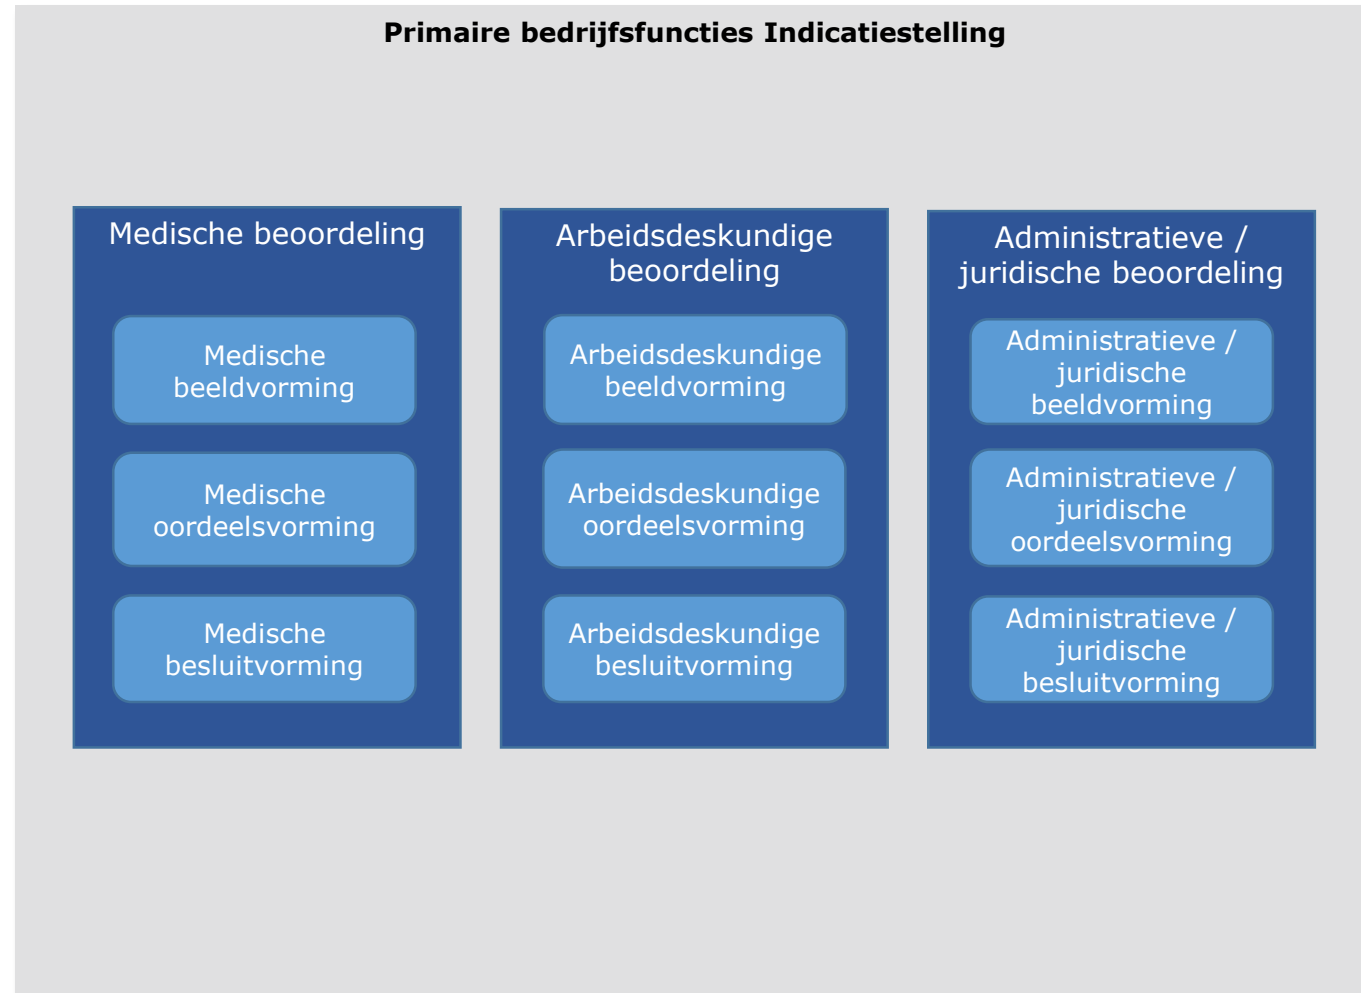 Primaire bedrijfsfuncties Indicatiestelling
Medische beoordeling
Medische
beeldvorming
Medische
oordeelsvorming
Medische
besluitvorming
Arbeidsdeskundige
beoordeling
Arbeidsdeskundige
beeldvorming
Arbeidsdeskundige
oordeelsvorming
Arbeidsdeskundige
besluitvorming
Administratieve /
juridische beoordeling
Administratieve /
juridische
beeldvorming
Administratieve /
juridische
oordeelsvorming
Administratieve /
juridische
besluitvorming